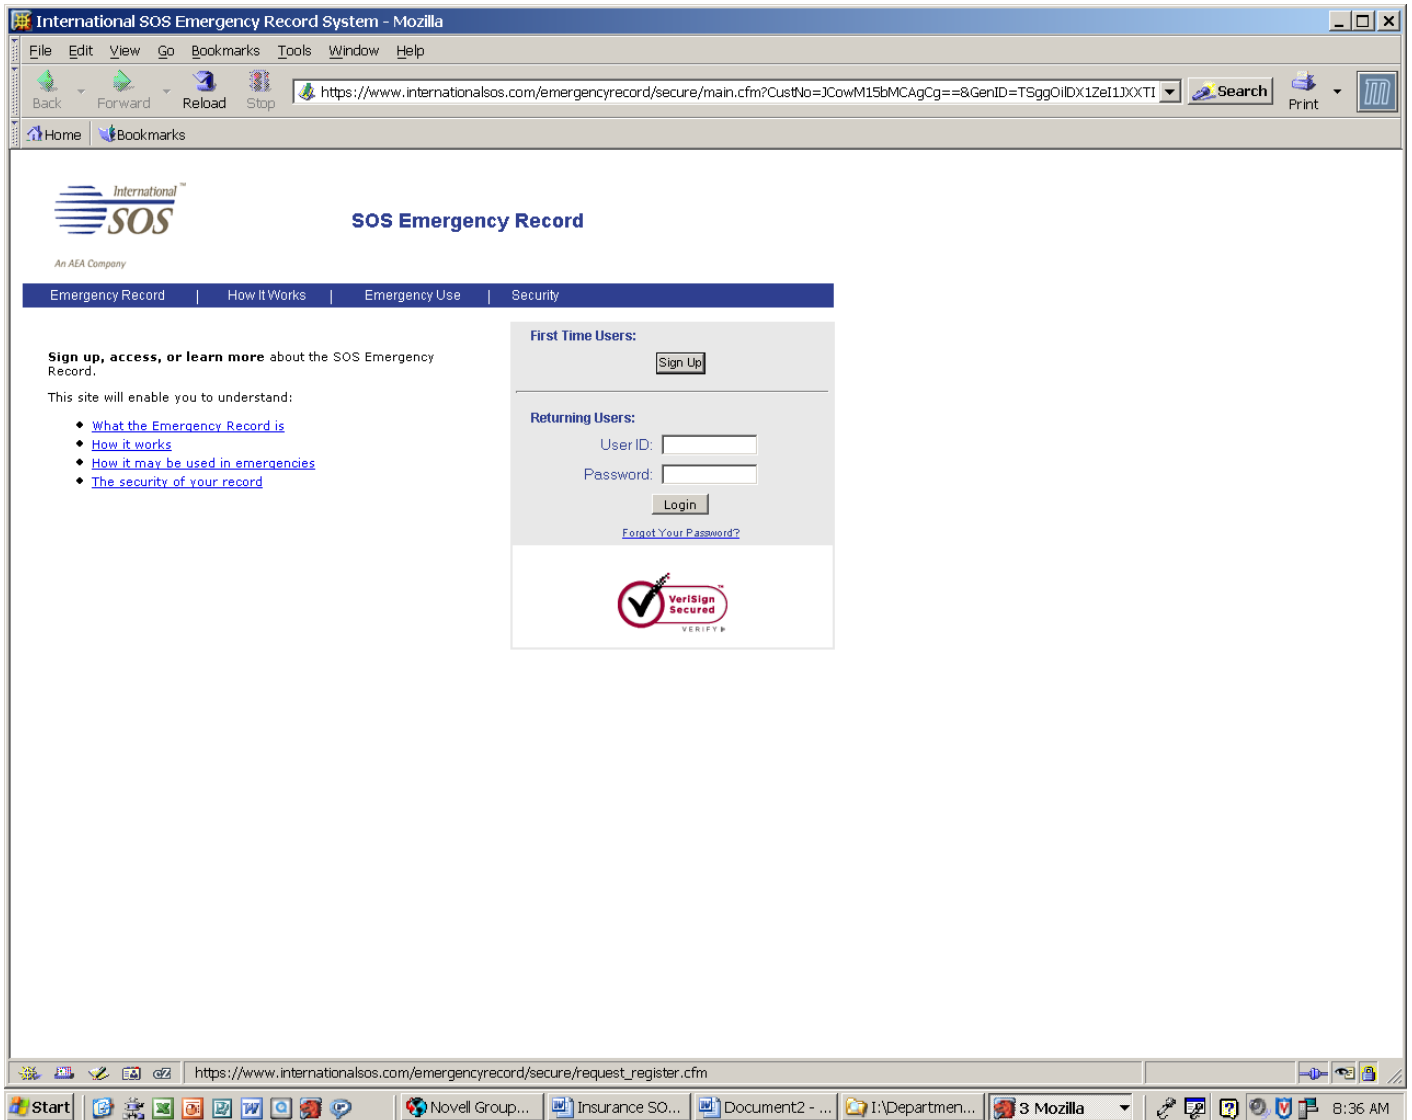 International SOS Emergency Record System - Mozilla
File Edit View Go Bookmarks Tools Window Help
Back Forward Reload Stop https://www.internationalsos.com/emergencyrecord/secure/main.cfm?CustNo=JCowM15bMCAgCg==&GenID=TSggOilDX1ZeI1JXXTI Search Print
Home Bookmarks
International ™
SOS
An AEA Company
SOS Emergency Record
Emergency Record | How It Works | Emergency Use | Security
First Time Users:
Sign Up
Sign up, access, or learn more about the SOS Emergency
Record.
This site will enable you to understand:
What the Emergency Record is
How it works
How it may be used in emergencies
The security of your record
Returning Users:
User ID:
Password:
Login
Forgot Your Password?
VeriSign ™
Secured
VERIFY
https://www.internationalsos.com/emergencyrecord/secure/request_register.cfm
Start Novell Group... Insurance SO... Document2 - ... I:\Departmen... 3 Mozilla 8:36 AM